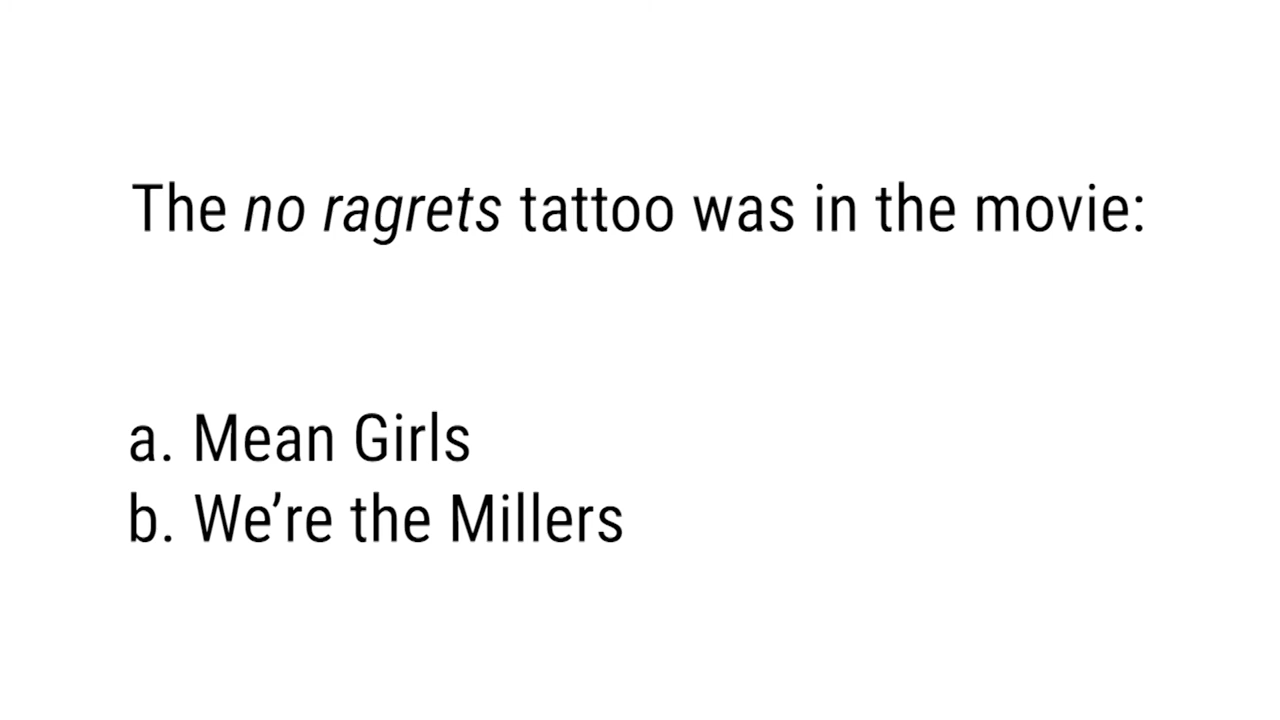 The no ragrets tattoo was in the movie:
a. Mean Girls
b. We’re the Millers